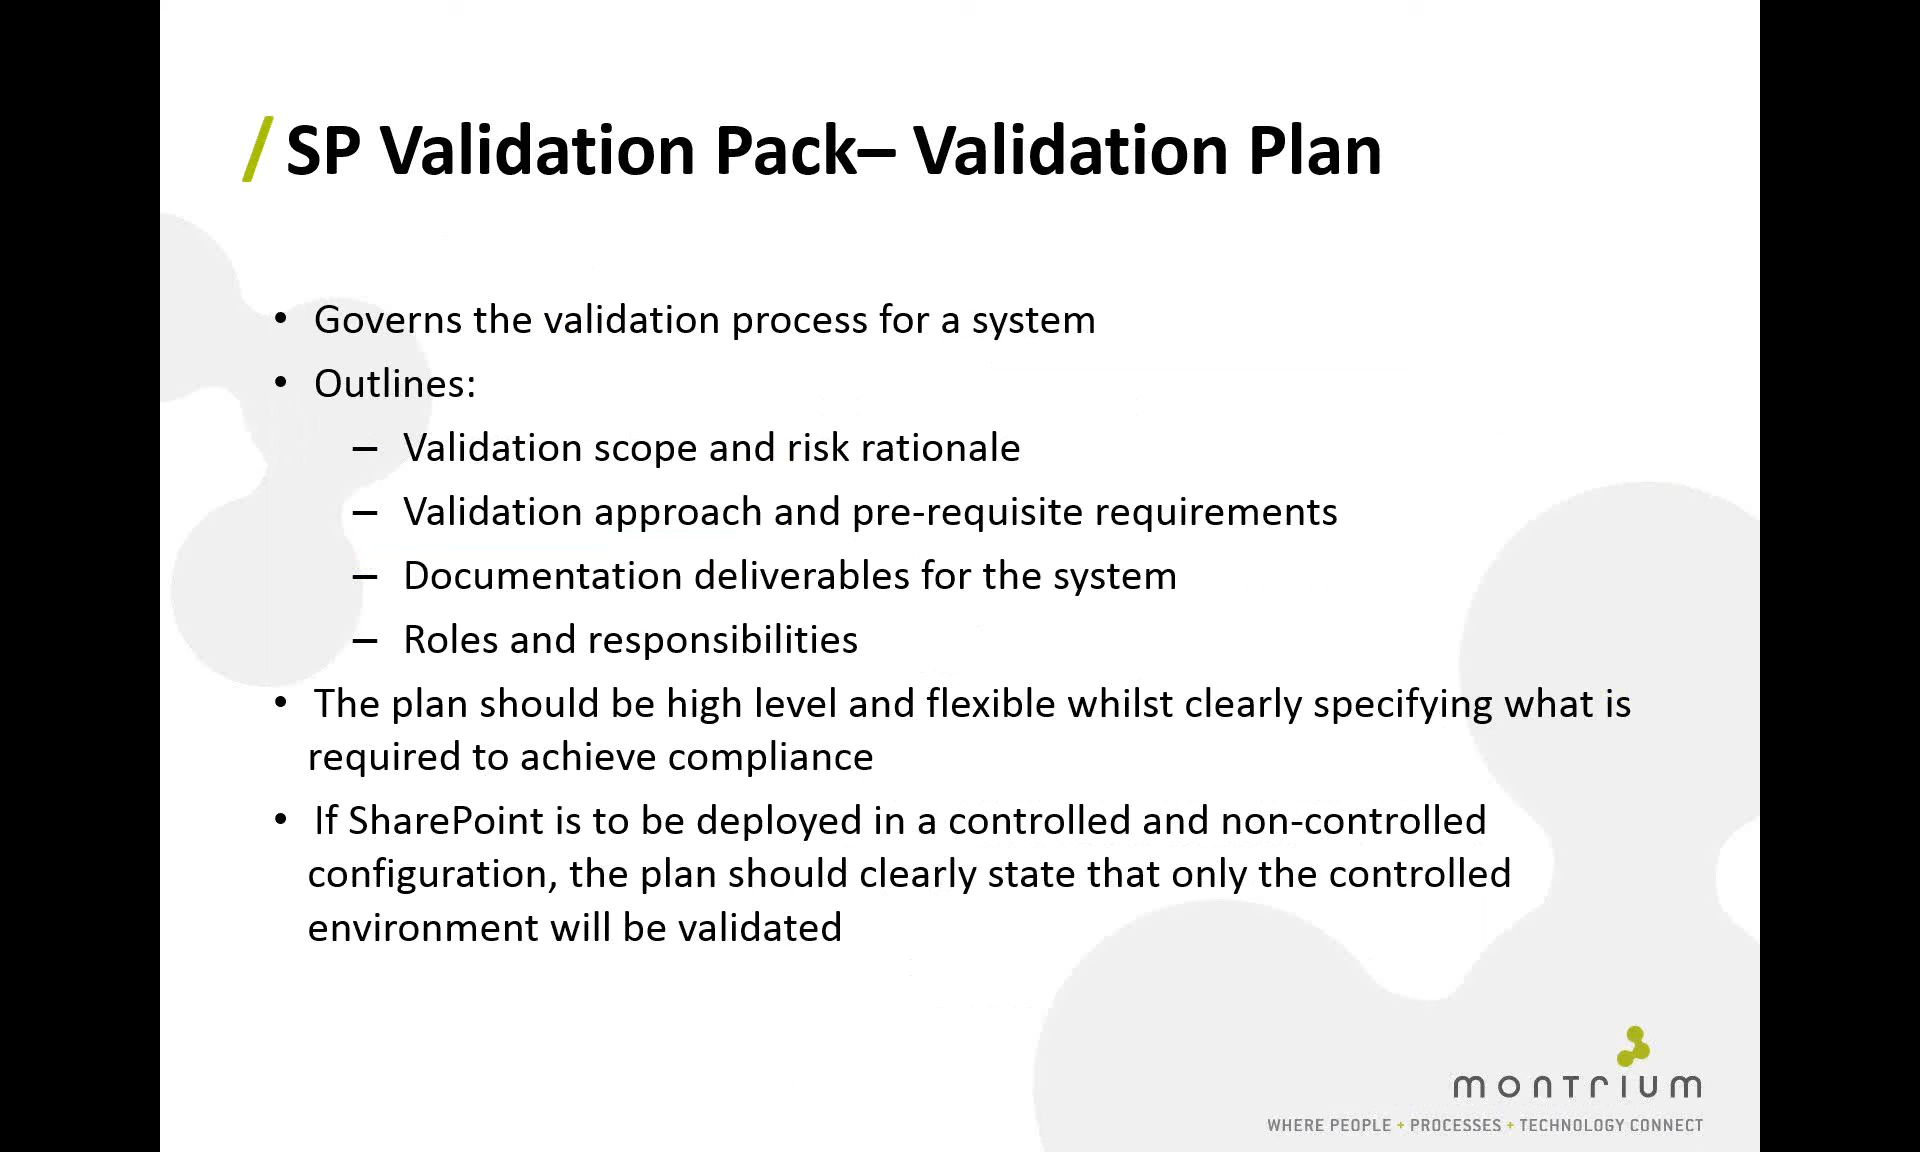 / SP Validation Pack– Validation Plan
• Governs the validation process for a system
• Outlines:
– Validation scope and risk rationale
– Validation approach and pre-requisite requirements
– Documentation deliverables for the system
– Roles and responsibilities
• The plan should be high level and flexible whilst clearly specifying what is
required to achieve compliance
• If SharePoint is to be deployed in a controlled and non-controlled
configuration, the plan should clearly state that only the controlled
environment will be validated
montrium
WHERE PEOPLE + PROCESSES + TECHNOLOGY CONNECT